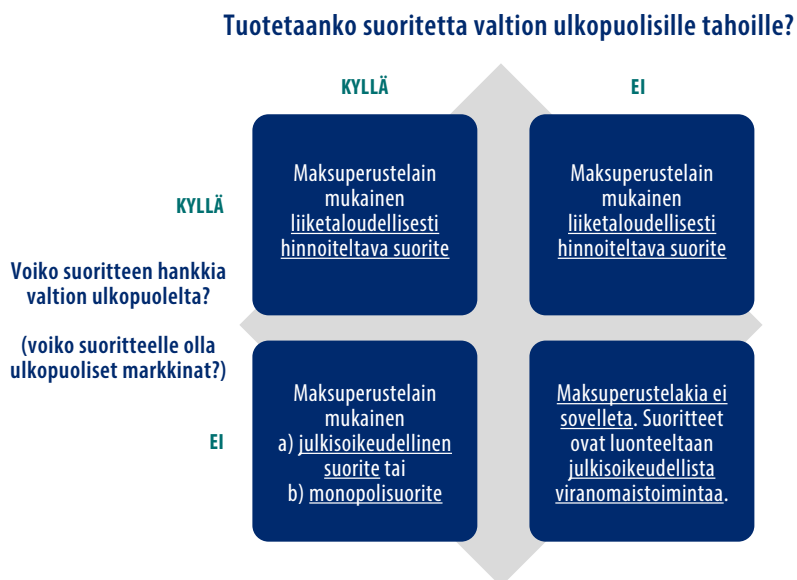 Tuotetaanko suoritetta valtion ulkopuolisille tahoille?
KYLLÄ
EI
KYLLÄ
Maksuperustelain
mukainen
liiketaloudellisesti
hinnoiteltava suorite
Maksuperustelain
mukainen
liiketaloudellisesti
hinnoiteltava suorite
Voiko suoritteen hankkia
valtion ulkopuolelta?
(voiko suoritteelle olla
ulkopuoliset markkinat?)
EI
Maksuperustelain
mukainen
a) julkisoikeudellinen
suorite tai
b) monopolisuorite
Maksuperustelakia ei
sovelleta. Suoritteet
ovat luonteeltaan
julkisoikeudellista
viranomaistoimintaa.